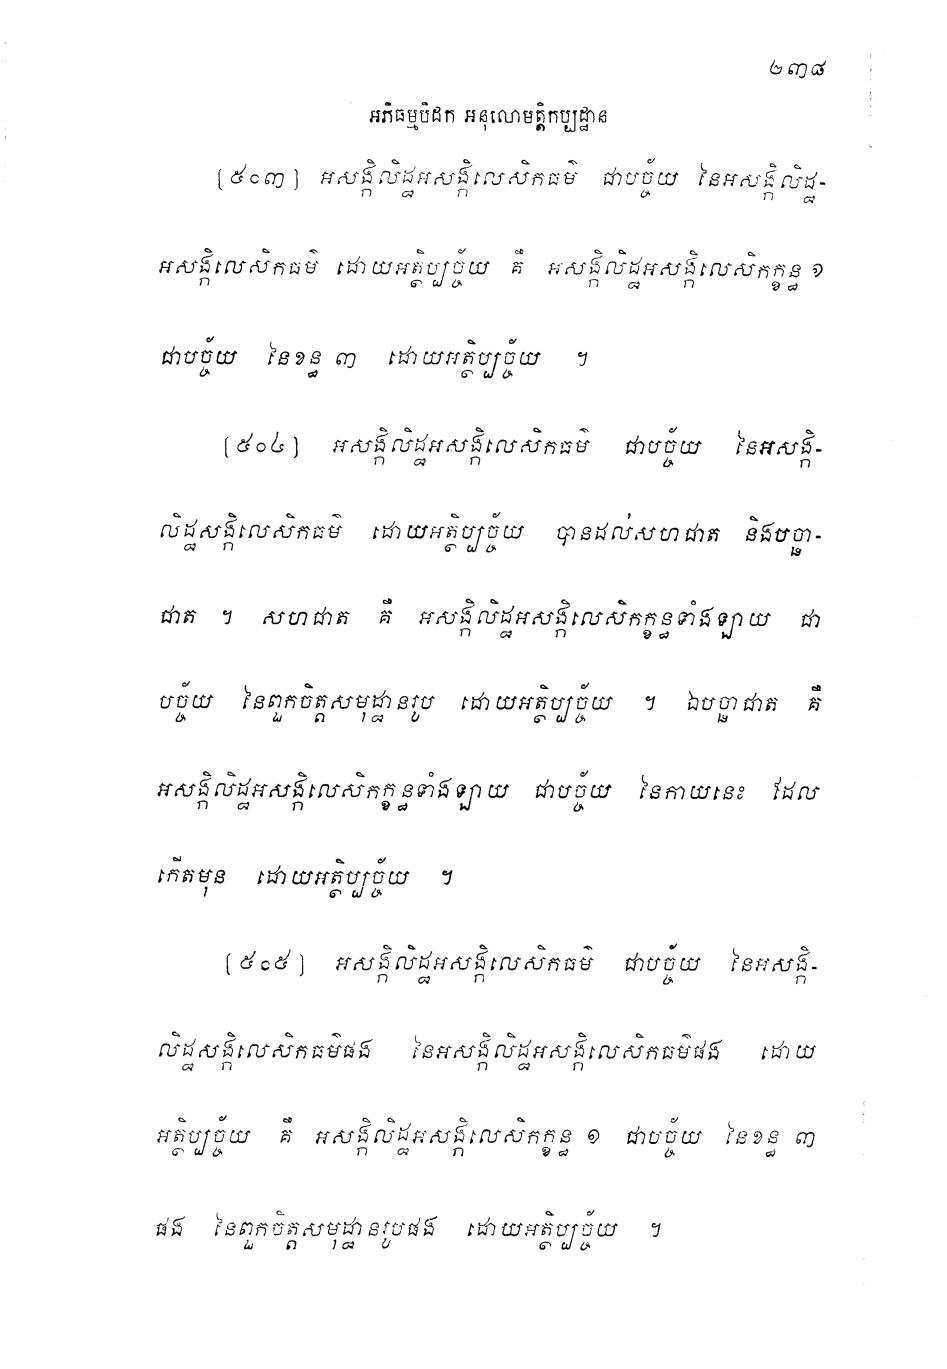 ២៣៨
អភិធម្មបិដក អនុលោមត្តិកប្បដ្ឋាន
[៥០៣] អសង្កិលិដ្ឋអសង្កិលេសិកធម៌ ជាបច្ច័យ នៃអសង្កិលិដ្ឋ-
អសង្កិលេសិកធម៌ ដោយអត្ថិប្បច្ច័យ គឺ អសង្កិលិដ្ឋអសង្កិលេសិកក្ខន្ធ ១
ជាបច្ច័យ នៃខន្ធ ៣ ដោយអត្ថិប្បច្ច័យ ។
[៥០៤] អសង្កិលិដ្ឋអសង្កិលេសិកធម៌ ជាបច្ច័យ នៃអសង្កិ-
លិដ្ឋសង្កិលេសិកធម៌ ដោយអត្ថិប្បច្ច័យ បានដល់សហជាត និងបច្ឆា-
ជាត ។ សហជាត គឺ អសង្កិលិដ្ឋអសង្កិលេសិកក្ខន្ធទាំងឡាយ ជា
បច្ច័យ នៃពួកចិត្តសមុដ្ឋានរូប ដោយអត្ថិប្បច្ច័យ ។ ឯបច្ឆាជាត គឺ
អសង្កិលិដ្ឋអសង្កិលេសិកក្ខន្ធទាំងឡាយ ជាបច្ច័យ នៃកាយនេះ ដែល
កើតមុន ដោយអត្ថិប្បច្ច័យ ។
[៥០៥] អសង្កិលិដ្ឋអសង្កិលេសិកធម៌ ជាបច្ច័យ នៃអសង្កិ-
លិដ្ឋសង្កិលេសិកធម៌ផង នៃអសង្កិលិដ្ឋអសង្កិលេសិកធម៌ផង ដោយ
អត្ថិប្បច្ច័យ គឺ អសង្កិលិដ្ឋអសង្កិលេសិកក្ខន្ធ ១ ជាបច្ច័យ នៃខន្ធ ៣
ផង នៃពួកចិត្តសមុដ្ឋានរូបផង ដោយអត្ថិប្បច្ច័យ ។